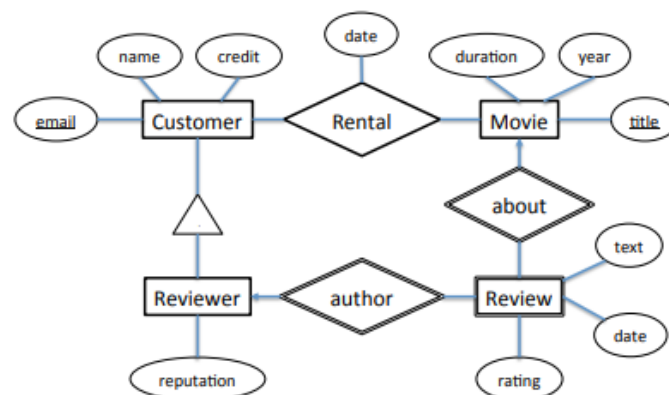 date
name
credit
duration
year
email
Customer
Rental
Movie
title
about
text
Reviewer
author
Review
date
reputation
rating